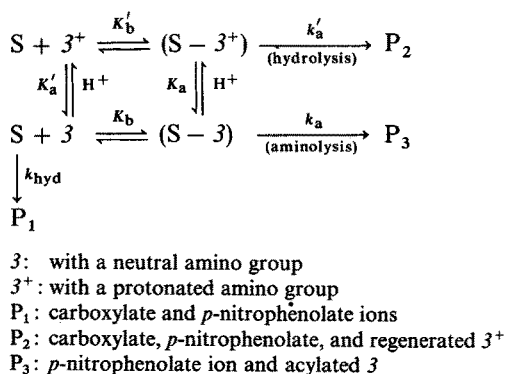 S + 3⁺ ⇌ K′b (S – 3⁺) k′a (hydrolysis) → P₂
K′a H⁺ Ka H⁺
S + 3 ⇌ Kb (S – 3) ka (aminolysis) → P₃
k hyd
P₁
3: with a neutral amino group
3⁺: with a protonated amino group
P₁: carboxylate and p-nitrophenolate ions
P₂: carboxylate, p-nitrophenolate, and regenerated 3⁺
P₃: p-nitrophenolate ion and acylated 3